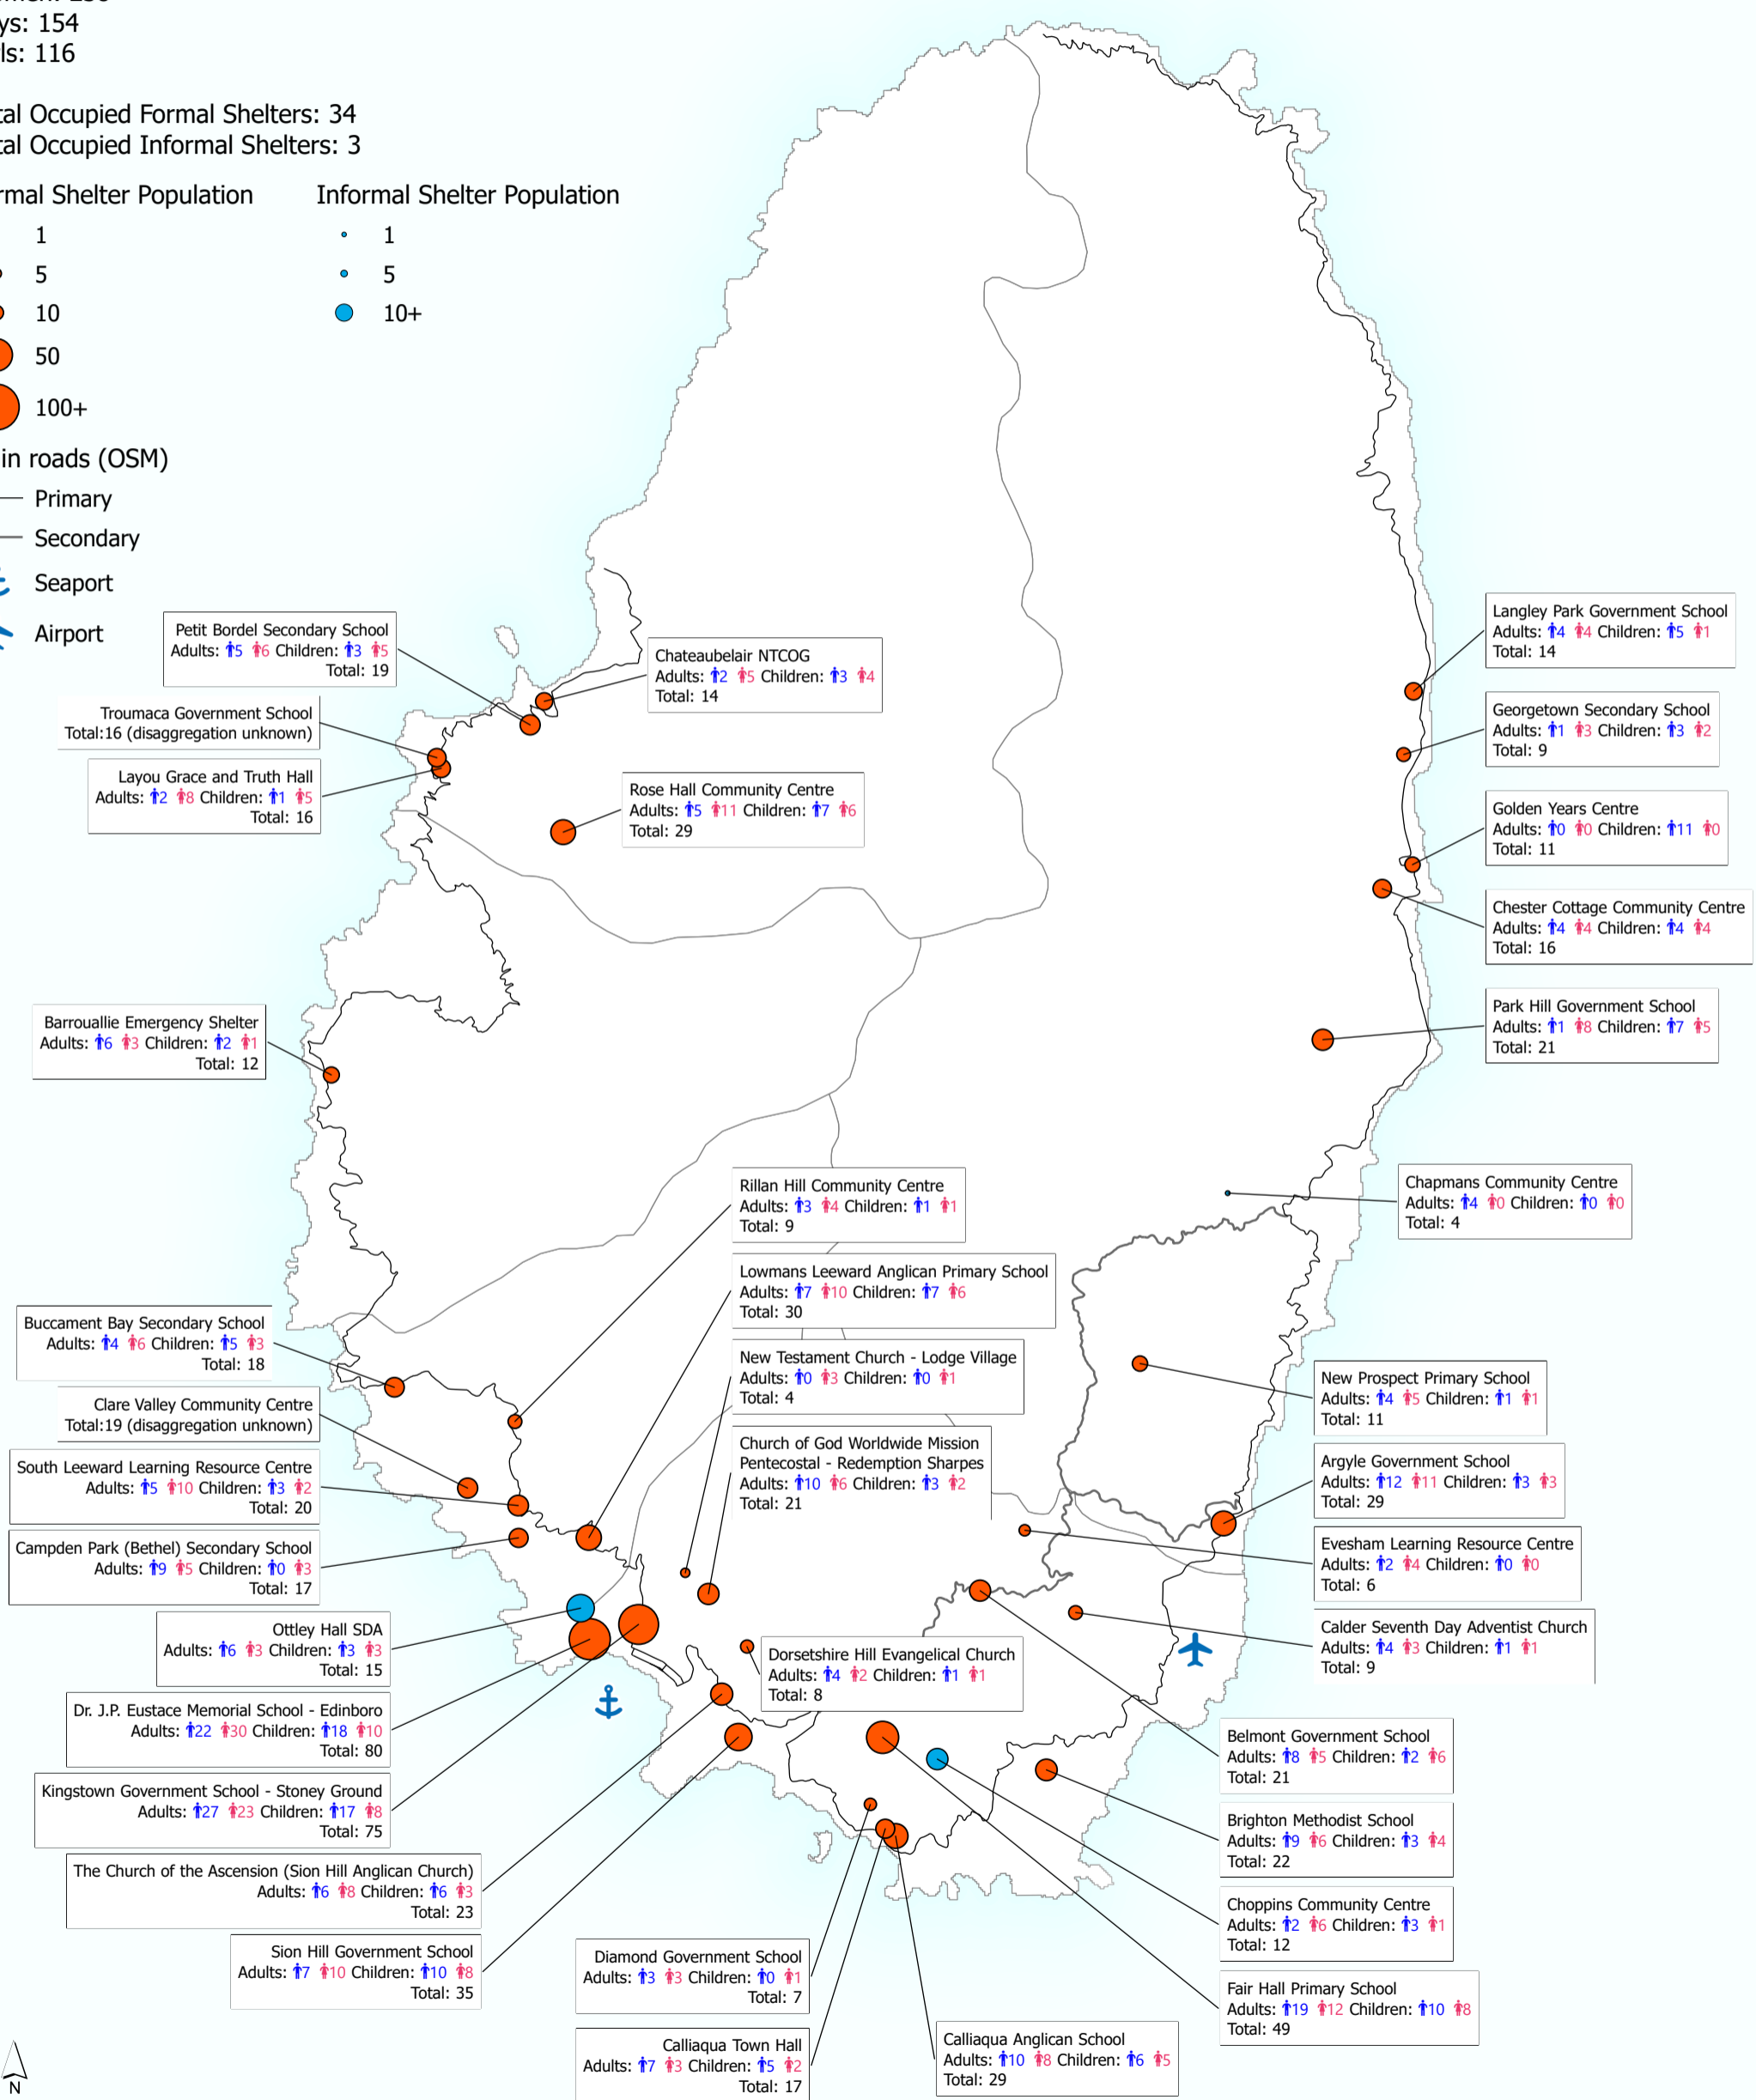 ys: 154
ls: 116
tal Occupied Formal Shelters: 34
tal Occupied Informal Shelters: 3
rmal Shelter Population
1
5
10
50
100+
Informal Shelter Population
1
5
10+
in roads (OSM)
Primary
Secondary
Seaport
Airport
Petit Bordel Secondary School
Adults: 5 6 Children: 3 5
Total: 19
Chateaubelair NTCOG
Adults: 2 5 Children: 3 4
Total: 14
Troumaca Government School
Total:16 (disaggregation unknown)
Layou Grace and Truth Hall
Adults: 2 8 Children: 1 5
Total: 16
Rose Hall Community Centre
Adults: 5 11 Children: 7 6
Total: 29
Langley Park Government School
Adults: 4 4 Children: 5 1
Total: 14
Georgetown Secondary School
Adults: 1 3 Children: 3 2
Total: 9
Golden Years Centre
Adults: 0 0 Children: 11 0
Total: 11
Chester Cottage Community Centre
Adults: 4 4 Children: 4 4
Total: 16
Park Hill Government School
Adults: 1 8 Children: 7 5
Total: 21
Barrouallie Emergency Shelter
Adults: 6 3 Children: 2 1
Total: 12
Rillan Hill Community Centre
Adults: 3 4 Children: 1 1
Total: 9
Chapmans Community Centre
Adults: 4 0 Children: 0 0
Total: 4
Lowmans Leeward Anglican Primary School
Adults: 7 10 Children: 7 6
Total: 30
Buccament Bay Secondary School
Adults: 4 6 Children: 5 3
Total: 18
New Testament Church - Lodge Village
Adults: 0 3 Children: 0 1
Total: 4
New Prospect Primary School
Adults: 4 5 Children: 1 1
Total: 11
Clare Valley Community Centre
Total:19 (disaggregation unknown)
Church of God Worldwide Mission
Pentecostal - Redemption Sharpes
Adults: 10 6 Children: 3 2
Total: 21
Argyle Government School
Adults: 12 11 Children: 3 3
Total: 29
South Leeward Learning Resource Centre
Adults: 5 10 Children: 3 2
Total: 20
Campden Park (Bethel) Secondary School
Adults: 9 5 Children: 0 3
Total: 17
Evesham Learning Resource Centre
Adults: 2 4 Children: 0 0
Total: 6
Ottley Hall SDA
Adults: 6 3 Children: 3 3
Total: 15
Calder Seventh Day Adventist Church
Adults: 4 3 Children: 1 1
Total: 9
Dorsetshire Hill Evangelical Church
Adults: 4 2 Children: 1 1
Total: 8
Dr. J.P. Eustace Memorial School - Edinboro
Adults: 22 30 Children: 18 10
Total: 80
Belmont Government School
Adults: 8 5 Children: 2 6
Total: 21
Kingstown Government School - Stoney Ground
Adults: 27 23 Children: 17 8
Total: 75
Brighton Methodist School
Adults: 9 6 Children: 3 4
Total: 22
The Church of the Ascension (Sion Hill Anglican Church)
Adults: 6 8 Children: 6 3
Total: 23
Choppins Community Centre
Adults: 2 6 Children: 3 1
Total: 12
Sion Hill Government School
Adults: 7 10 Children: 10 8
Total: 35
Diamond Government School
Adults: 3 3 Children: 0 1
Total: 7
Fair Hall Primary School
Adults: 19 12 Children: 10 8
Total: 49
Calliaqua Town Hall
Adults: 7 3 Children: 5 2
Total: 17
Calliaqua Anglican School
Adults: 10 8 Children: 6 5
Total: 29
N